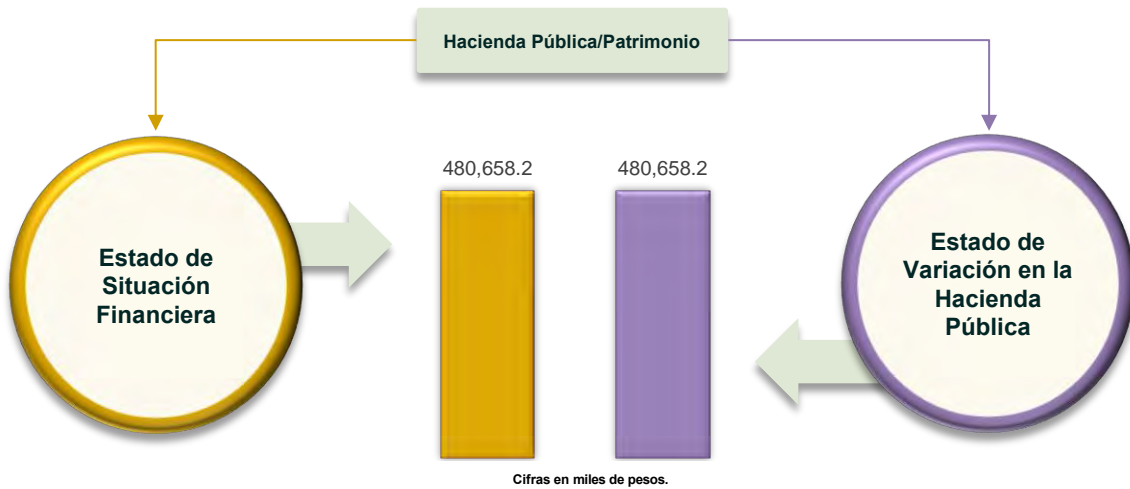 Hacienda Pública/Patrimonio
480,658.2
480,658.2
Estado de
Situación
Financiera
Estado de
Variación en la
Hacienda
Pública
Cifras en miles de pesos.